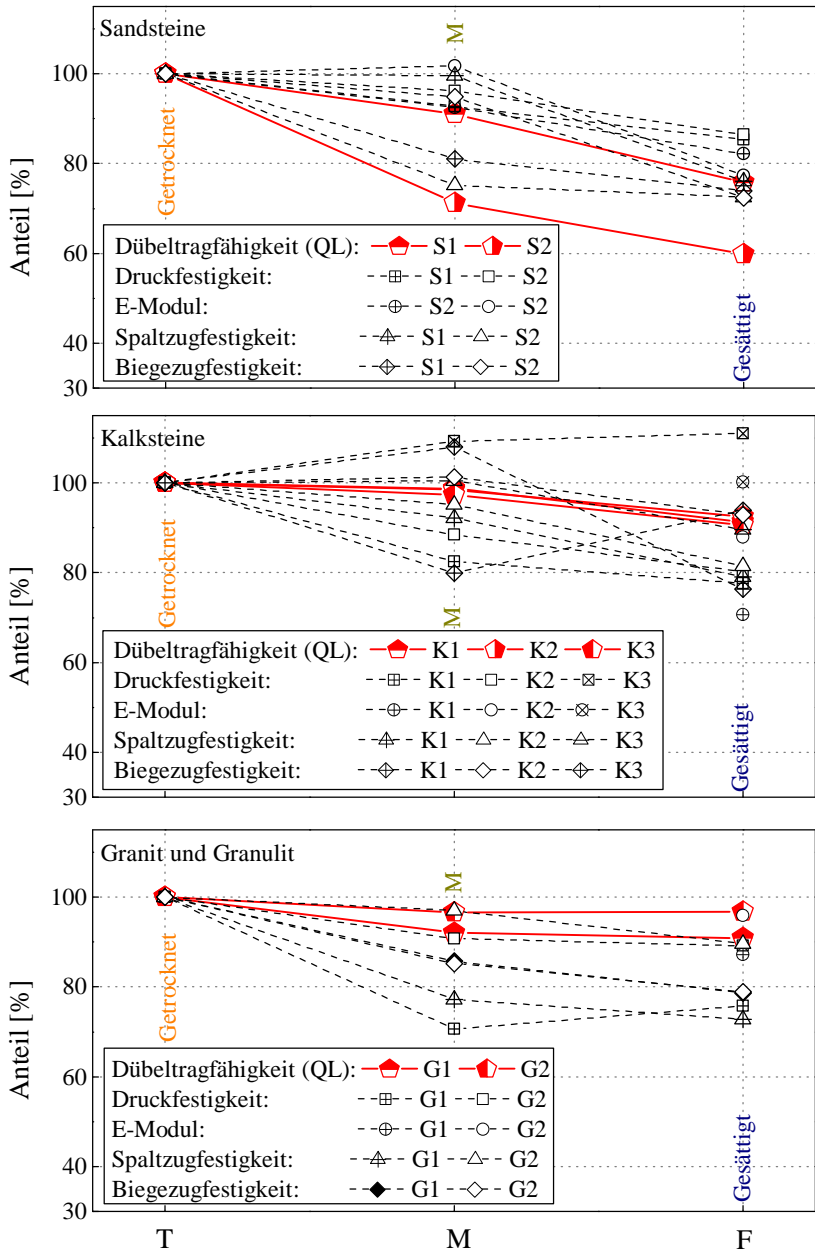 Sandsteine
M
100
Getrocknet
80
Anteil [%]
60
Dübeltragfähigkeit (QL): S1 S2
Druckfestigkeit: S1 S2
E-Modul: S2 S2
Spaltzugfestigkeit: S1 S2
Biegezugfestigkeit: S1 S2
Gesättigt
40
30
Kalksteine
100
Getrocknet
80
M
Anteil [%]
60
Dübeltragfähigkeit (QL): K1 K2 K3
Druckfestigkeit: K1 K2 K3
E-Modul: K1 K2 K3
Spaltzugfestigkeit: K1 K2 K3
Biegezugfestigkeit: K1 K2 K3
Gesättigt
40
30
Granit und Granulit
M
100
Getrocknet
80
Anteil [%]
60
Dübeltragfähigkeit (QL): G1 G2
Druckfestigkeit: G1 G2
E-Modul: G1 G2
Spaltzugfestigkeit: G1 G2
Biegezugfestigkeit: G1 G2
Gesättigt
40
30
T M F